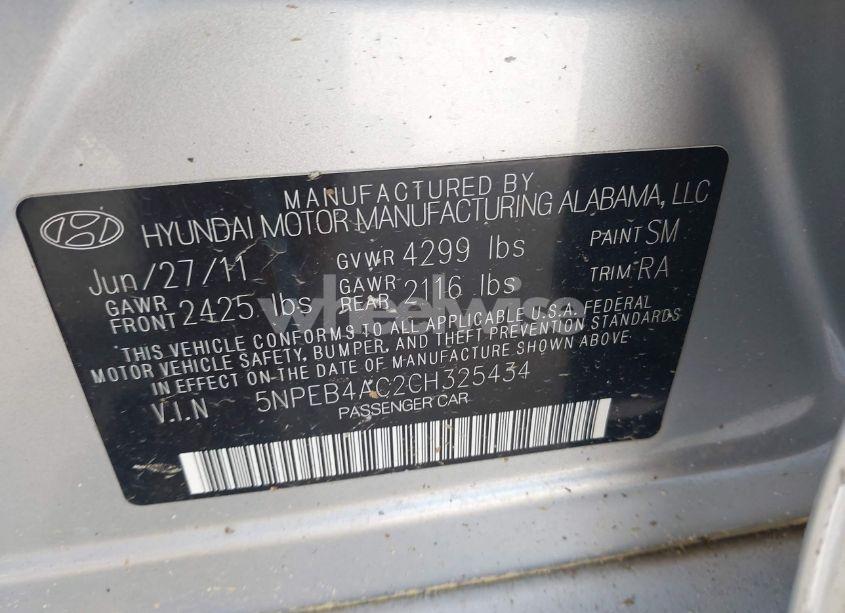 MANUFACTURED BY
HYUNDAI MOTOR MANUFACTURING ALABAMA, LLC
Jun/27/11 GVWR 4299 lbs PAINT SM
GAWR FRONT 2425 lbs GAWR REAR 2116 lbs TRIM RA
THIS VEHICLE CONFORMS TO ALL APPLICABLE U.S.A. FEDERAL
MOTOR VEHICLE SAFETY, BUMPER, AND THEFT PREVENTION STANDARDS
IN EFFECT ON THE DATE OF MANUFACTURE SHOWN ABOVE
V.I.N 5NPEB4AC2CH325434
PASSENGER CAR
wheelwise